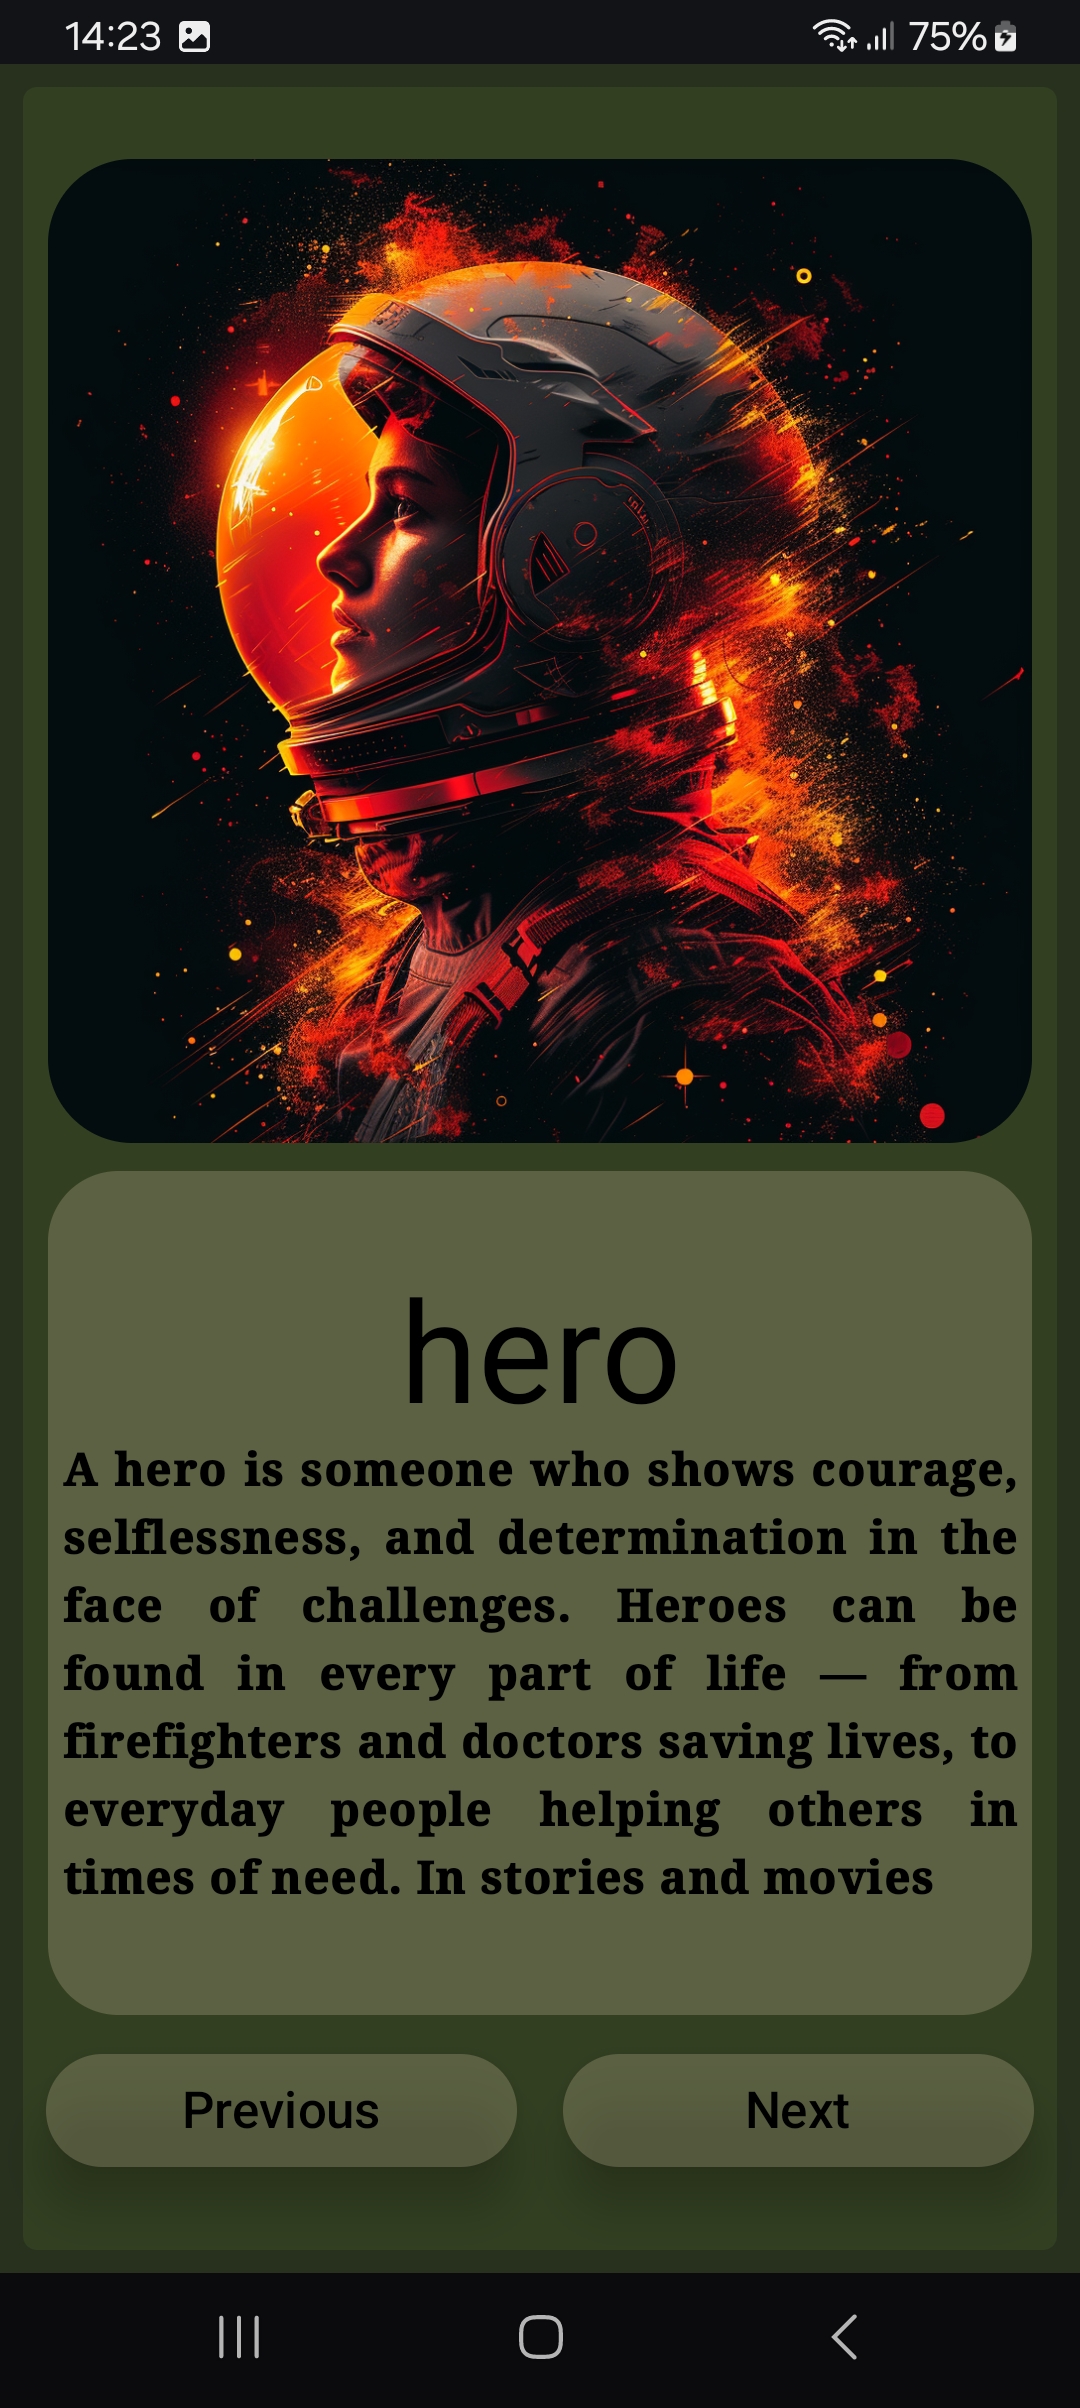 14:23
75%
hero
A hero is someone who shows courage,
selflessness, and determination in the
face of challenges. Heroes can be
found in every part of life — from
firefighters and doctors saving lives, to
everyday people helping others in
times of need. In stories and movies
Previous
Next